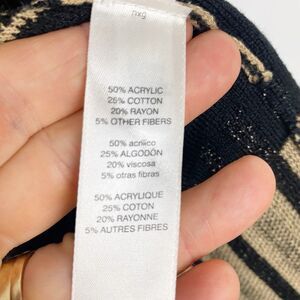 50% ACRYLIC
25% COTTON
20% RAYON
5% OTHER FIBERS
50% acrílico
25% ALGODÓN
20% viscosa
5% otras fibras
50% ACRYLIQUE
25% COTON
20% RAYONNE
5% AUTRES FIBRES